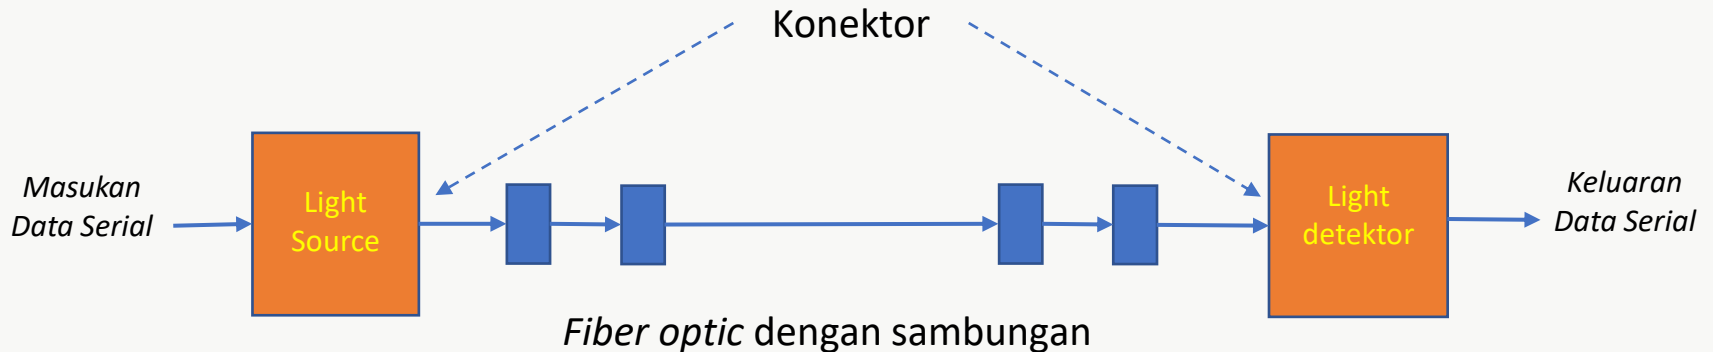 Konektor
Masukan
Data Serial
Light
Source
Light
detektor
Keluaran
Data Serial
Fiber optic dengan sambungan